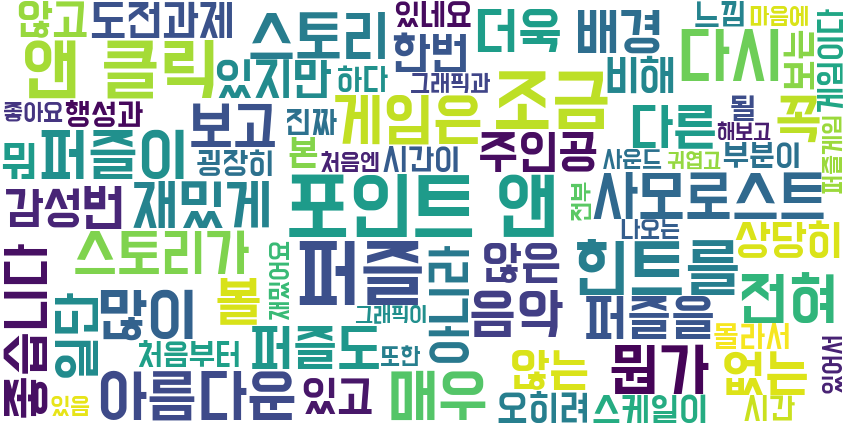 않고
도전과제
스토리
있네요
한번
더욱
배경
느낌
마음에
앤 클릭
있지만
하다
그래픽과
조금
비해
다시
보는
게임이다
좋아요
행성과
보고
진짜
게임은
다른
될
해보고
꼭
뭐
퍼즐이
굉장히
본
처음엔
시간이
주인공
사운드
귀엽고
부분이
퍼즐게임
감성
번
재밌게
포인트 앤
전부
사모로스트
나오는
스토리가
재밌어요
퍼즐
아니라
않은
힌트를
상당히
좋습니다
일단
많이
볼
그래픽이
음악
퍼즐을
전혀
처음부터
퍼즐도
또한
몰라서
있음
아름다운
있고
매우
않는
뭔가
없는
오히려
스케일이
시간
있어서